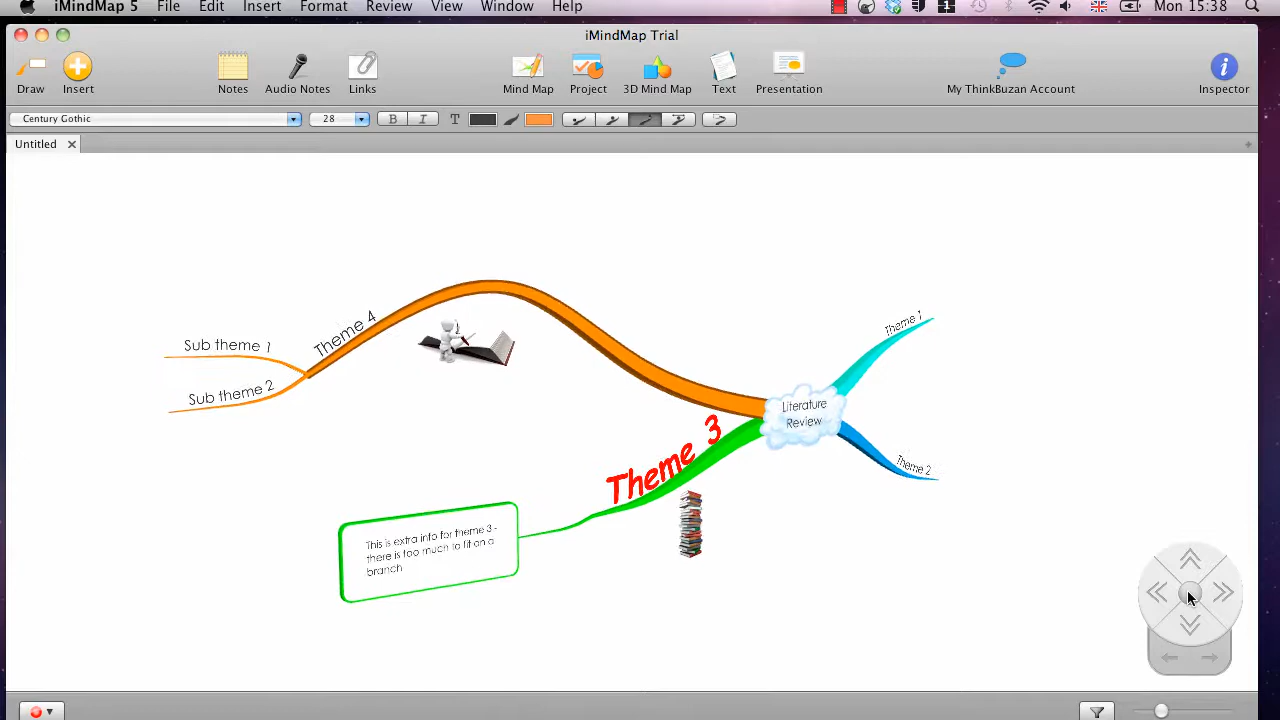 iMindMap 5 File Edit Insert Format Review View Window Help 1 Mon 15:38
iMindMap Trial
Draw Insert Notes Audio Notes Links Mind Map Project 3D Mind Map Text Presentation My ThinkBuzan Account Inspector
Century Gothic 28 B I T
Untitled
Theme 4
Sub theme 1
Sub theme 2
Theme 1
Literature
Review
Theme 2
Theme 3
This is extra info for theme 3 -
there is too much to fit on a
branch